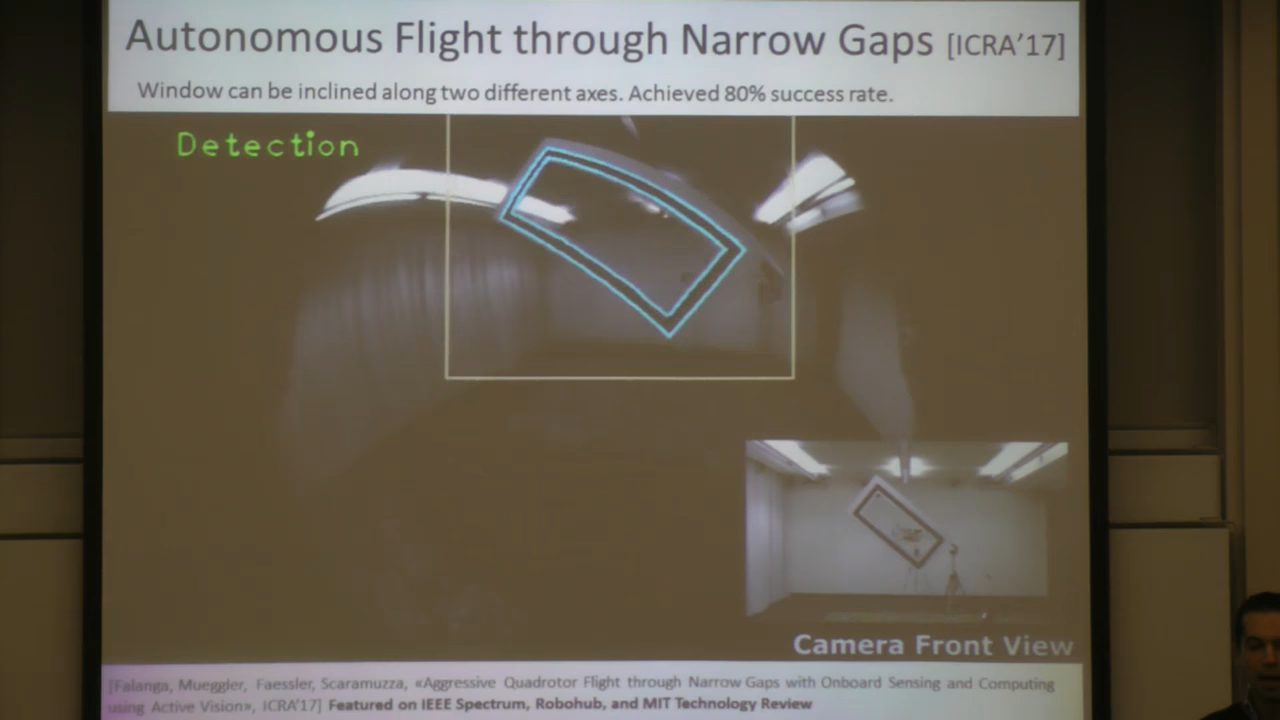 Autonomous Flight through Narrow Gaps [ICRA’17]
Window can be inclined along two different axes. Achieved 80% success rate.
Detection
Camera Front View
[Falanga, Mueggler, Faessler, Scaramuzza, «Aggressive Quadrotor Flight through Narrow Gaps with Onboard Sensing and Computing
using Active Vision», ICRA’17] Featured on IEEE Spectrum, Robohub, and MIT Technology Review